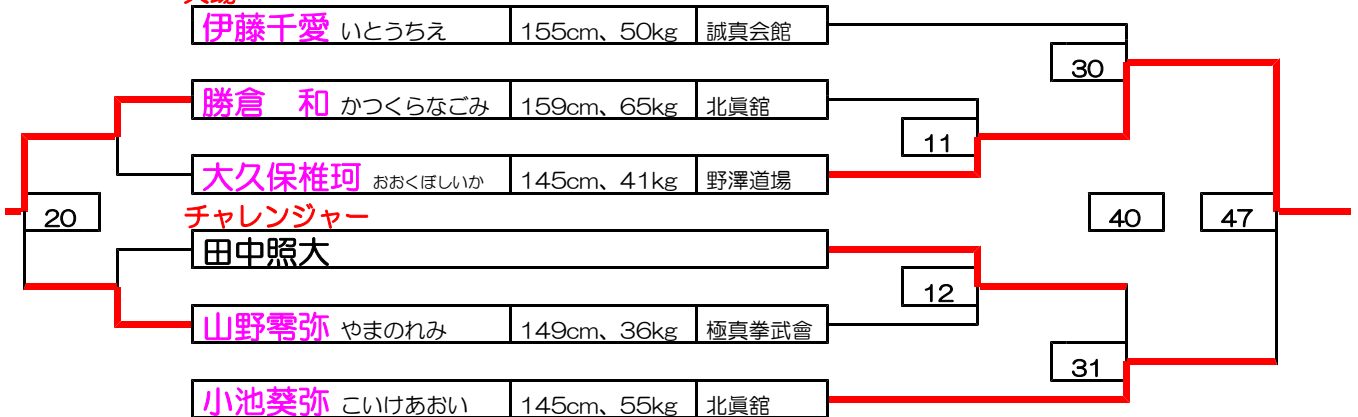 伊藤千愛 いとうちえ 155cm、50kg 誠真会館
30
勝倉 和 かつくらなごみ 159cm、65kg 北眞舘
11
大久保椎珂 おおくぼしいか 145cm、41kg 野澤道場
20 チャレンジャー 40 47
田中照大
12
山野零弥 やまのれみ 149cm、36kg 極真拳武會
31
小池葵弥 こいけあおい 145cm、55kg 北眞舘